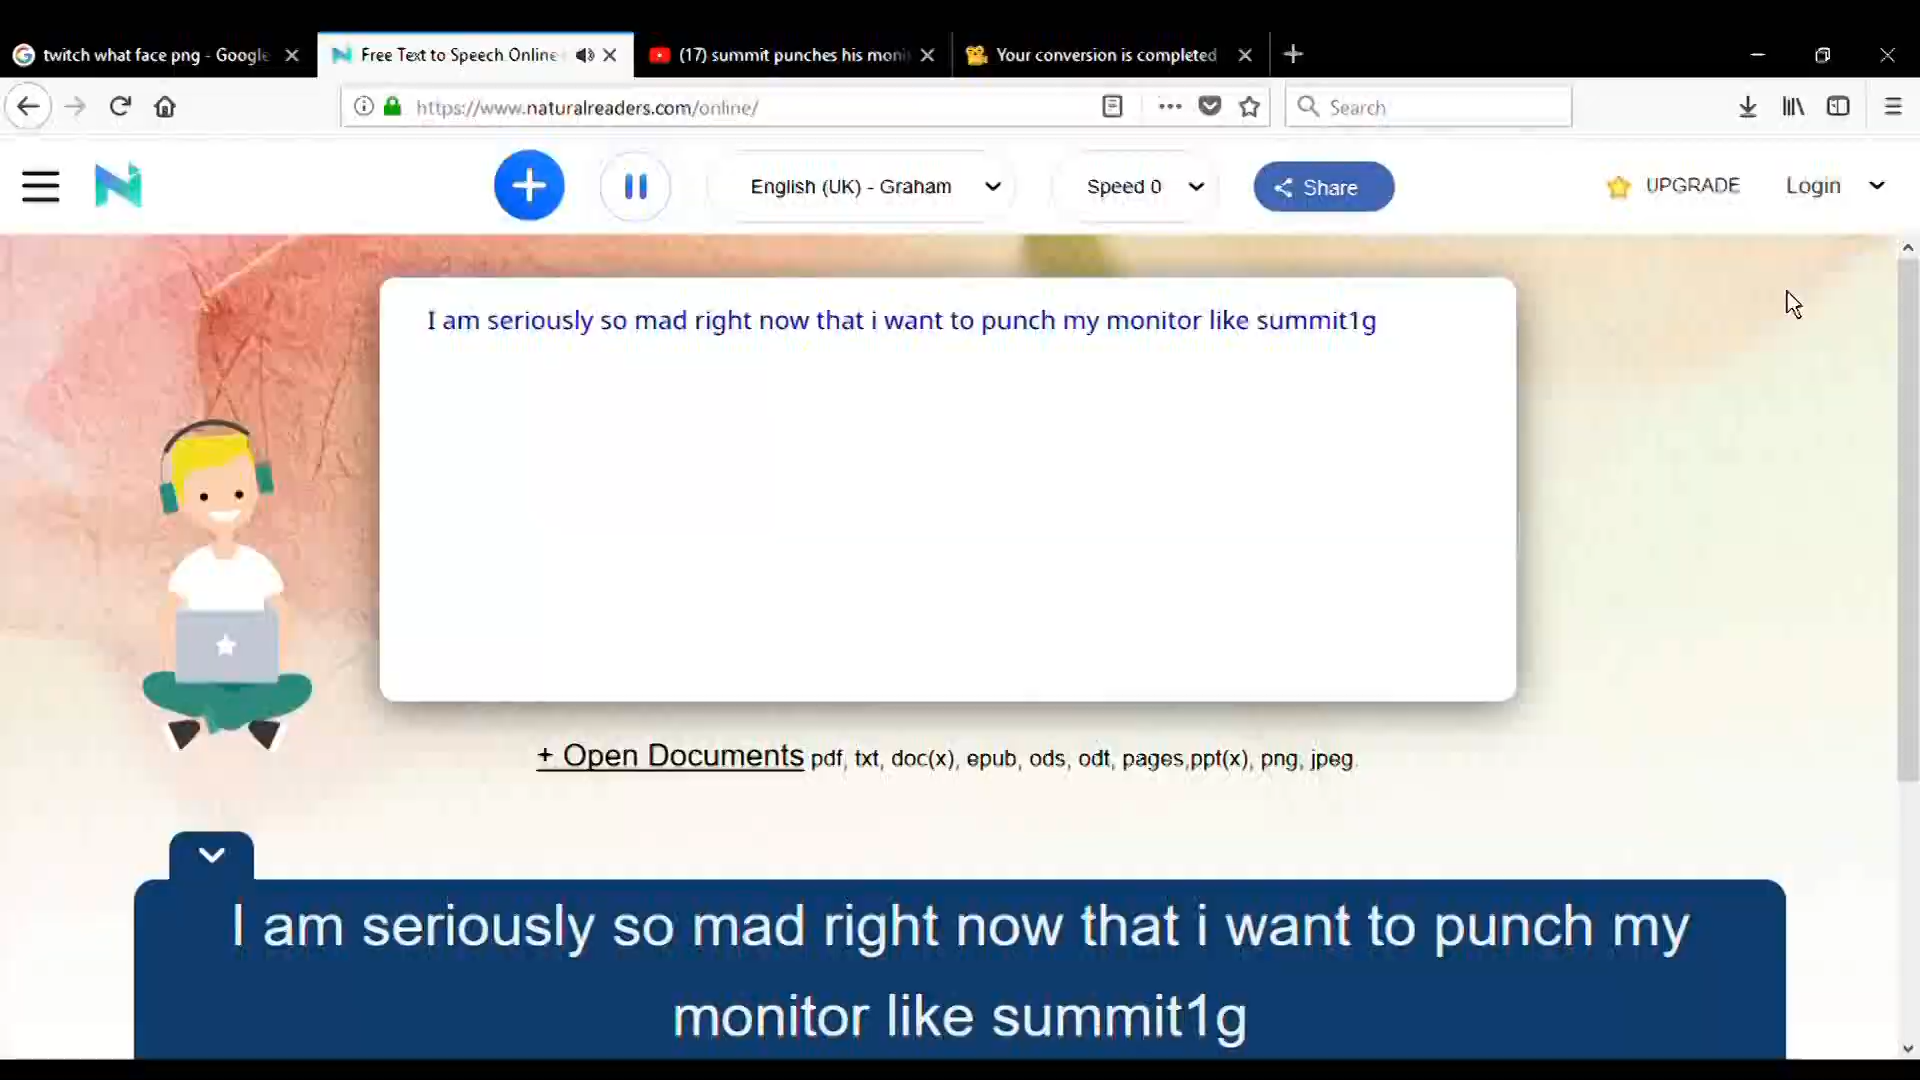 twitch what face png - Google
Free Text to Speech Online
(17) summit punches his moni
Your conversion is completed
https://www.naturalreaders.com/online/
Search
English (UK) - Graham
Speed 0
Share
UPGRADE
Login
I am seriously so mad right now that i want to punch my monitor like summit1g
+ Open Documents pdf, txt, doc(x), epub, ods, odt, pages,ppt(x), png, jpeg.
I am seriously so mad right now that i want to punch my
monitor like summit1g